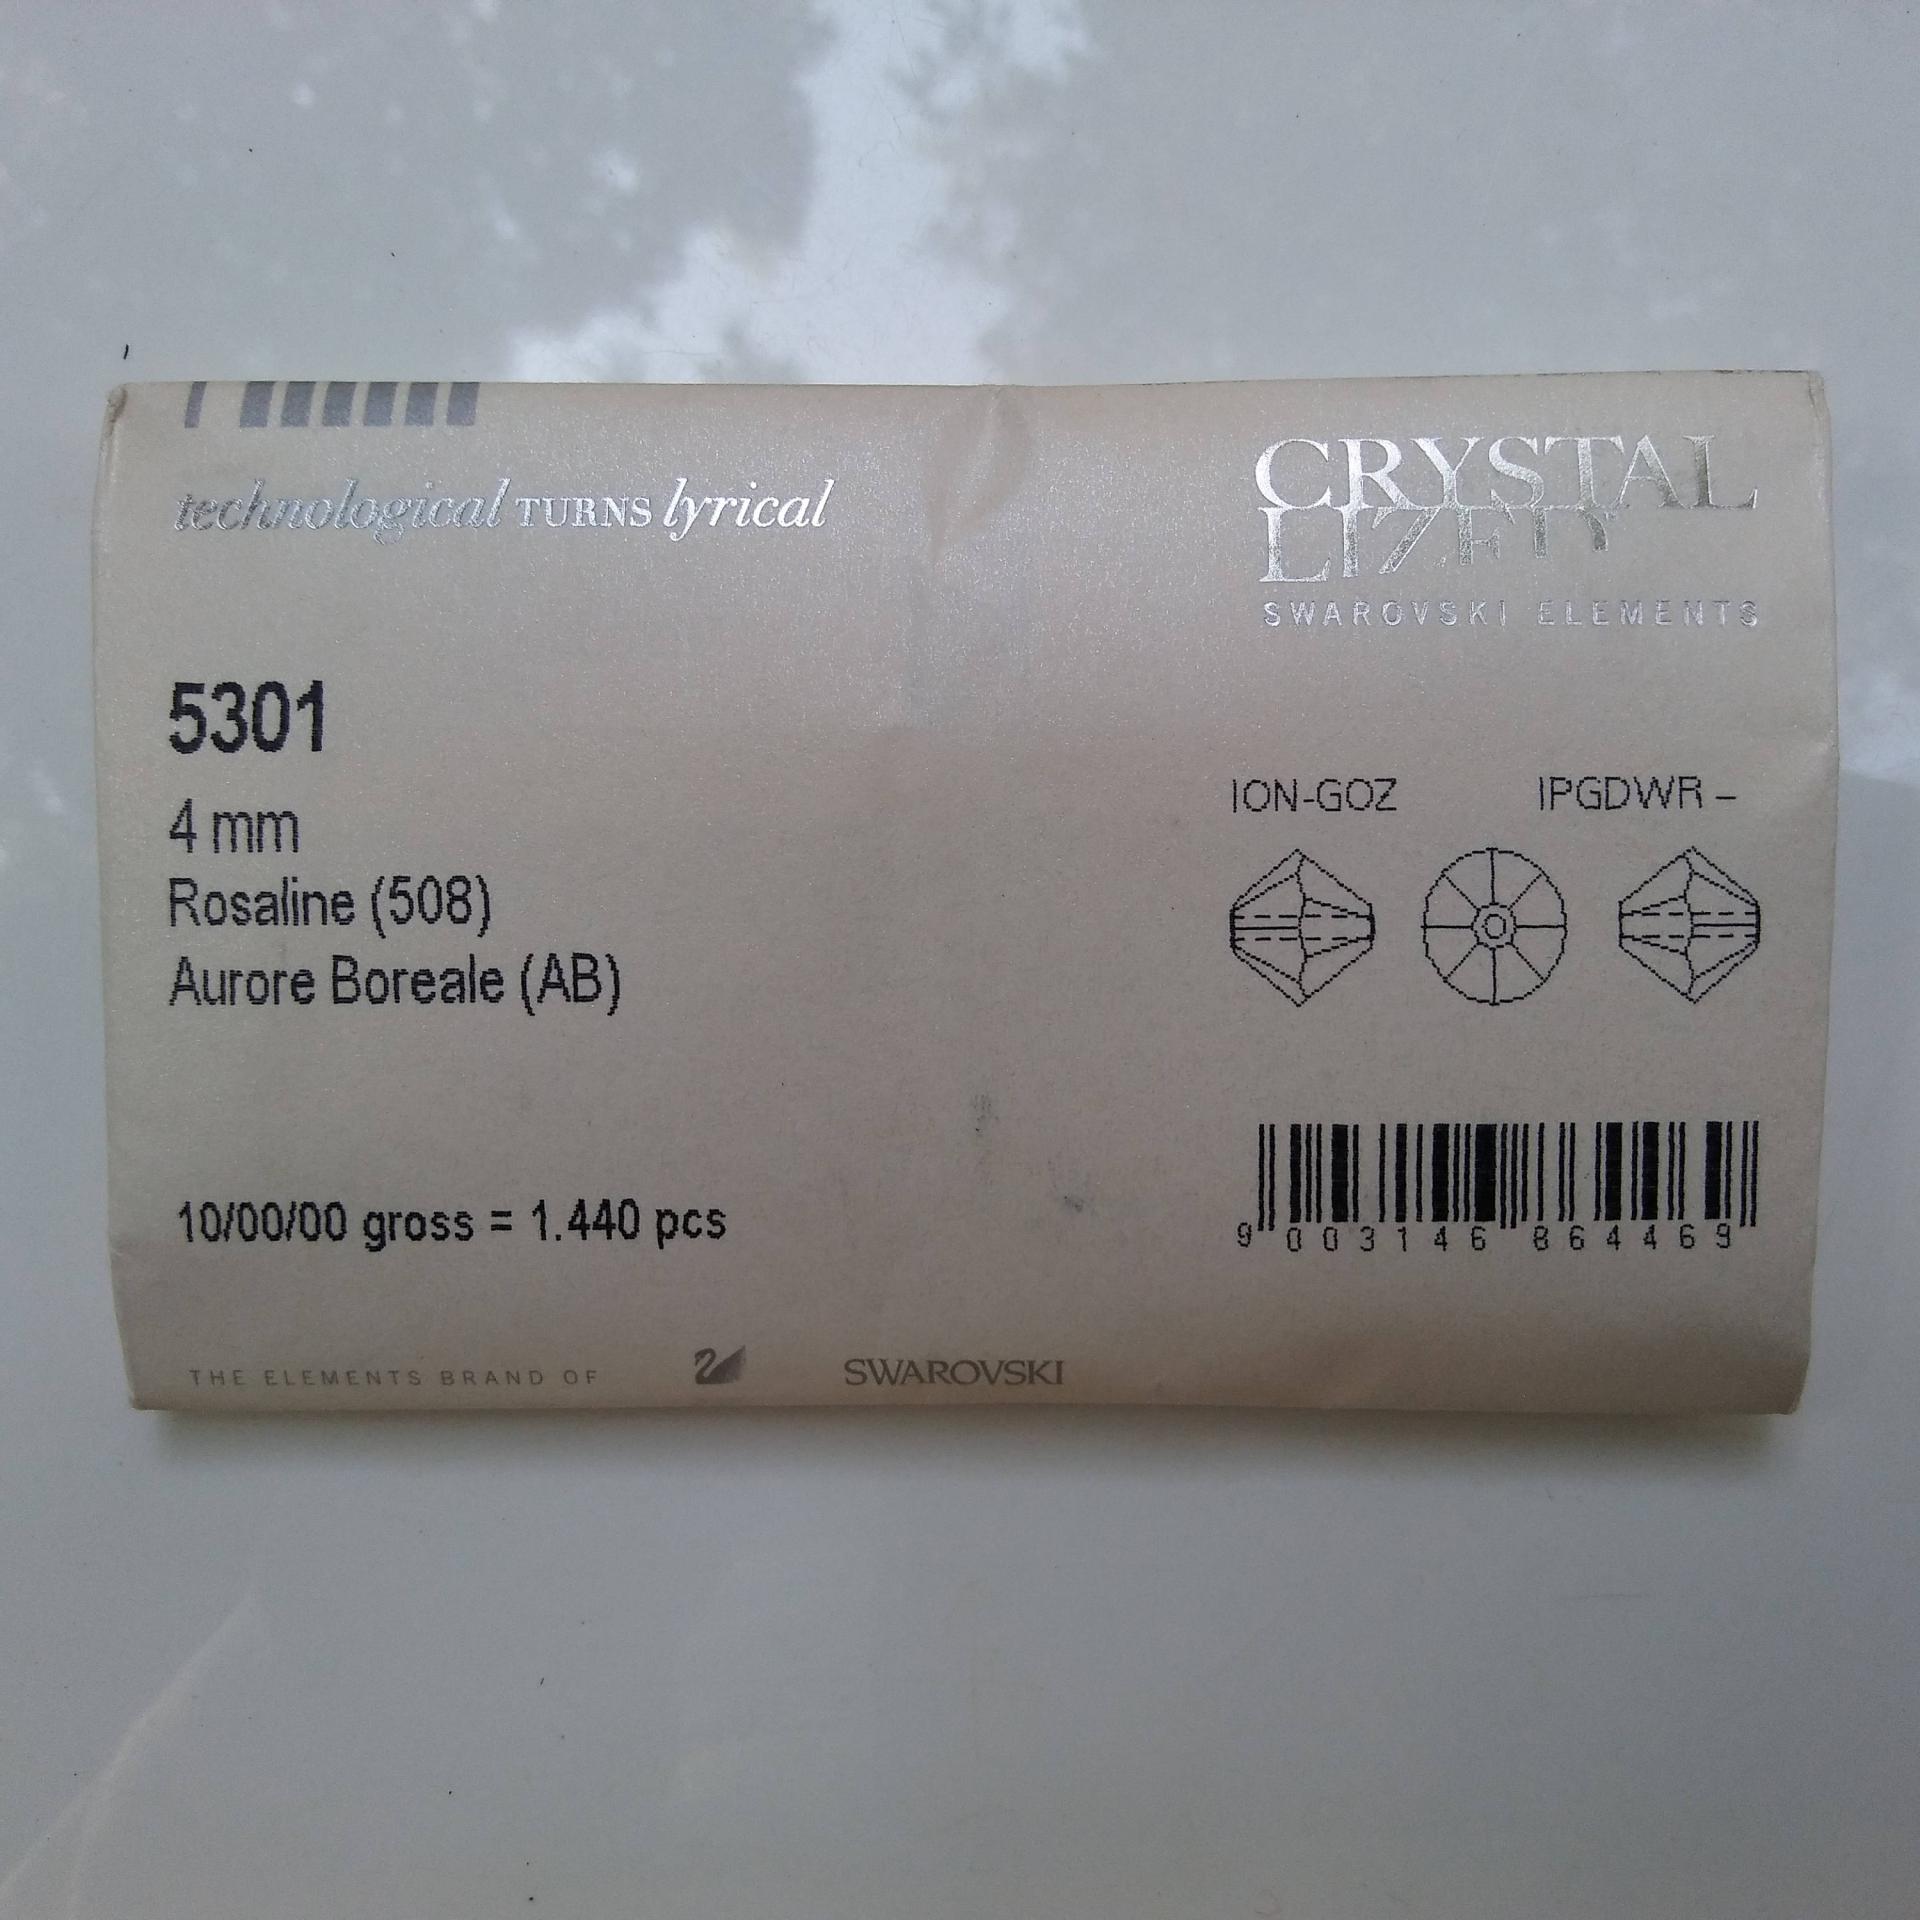 technological TURNS lyrical
CRYSTAL
LIZED
SWAROVSKI ELEMENTS
5301
4 mm
Rosaline (508)
Aurore Boreale (AB)
ION-GOZ IPGDWR –
10/00/00 gross = 1.440 pcs
9 003146 864469
THE ELEMENTS BRAND OF SWAROVSKI